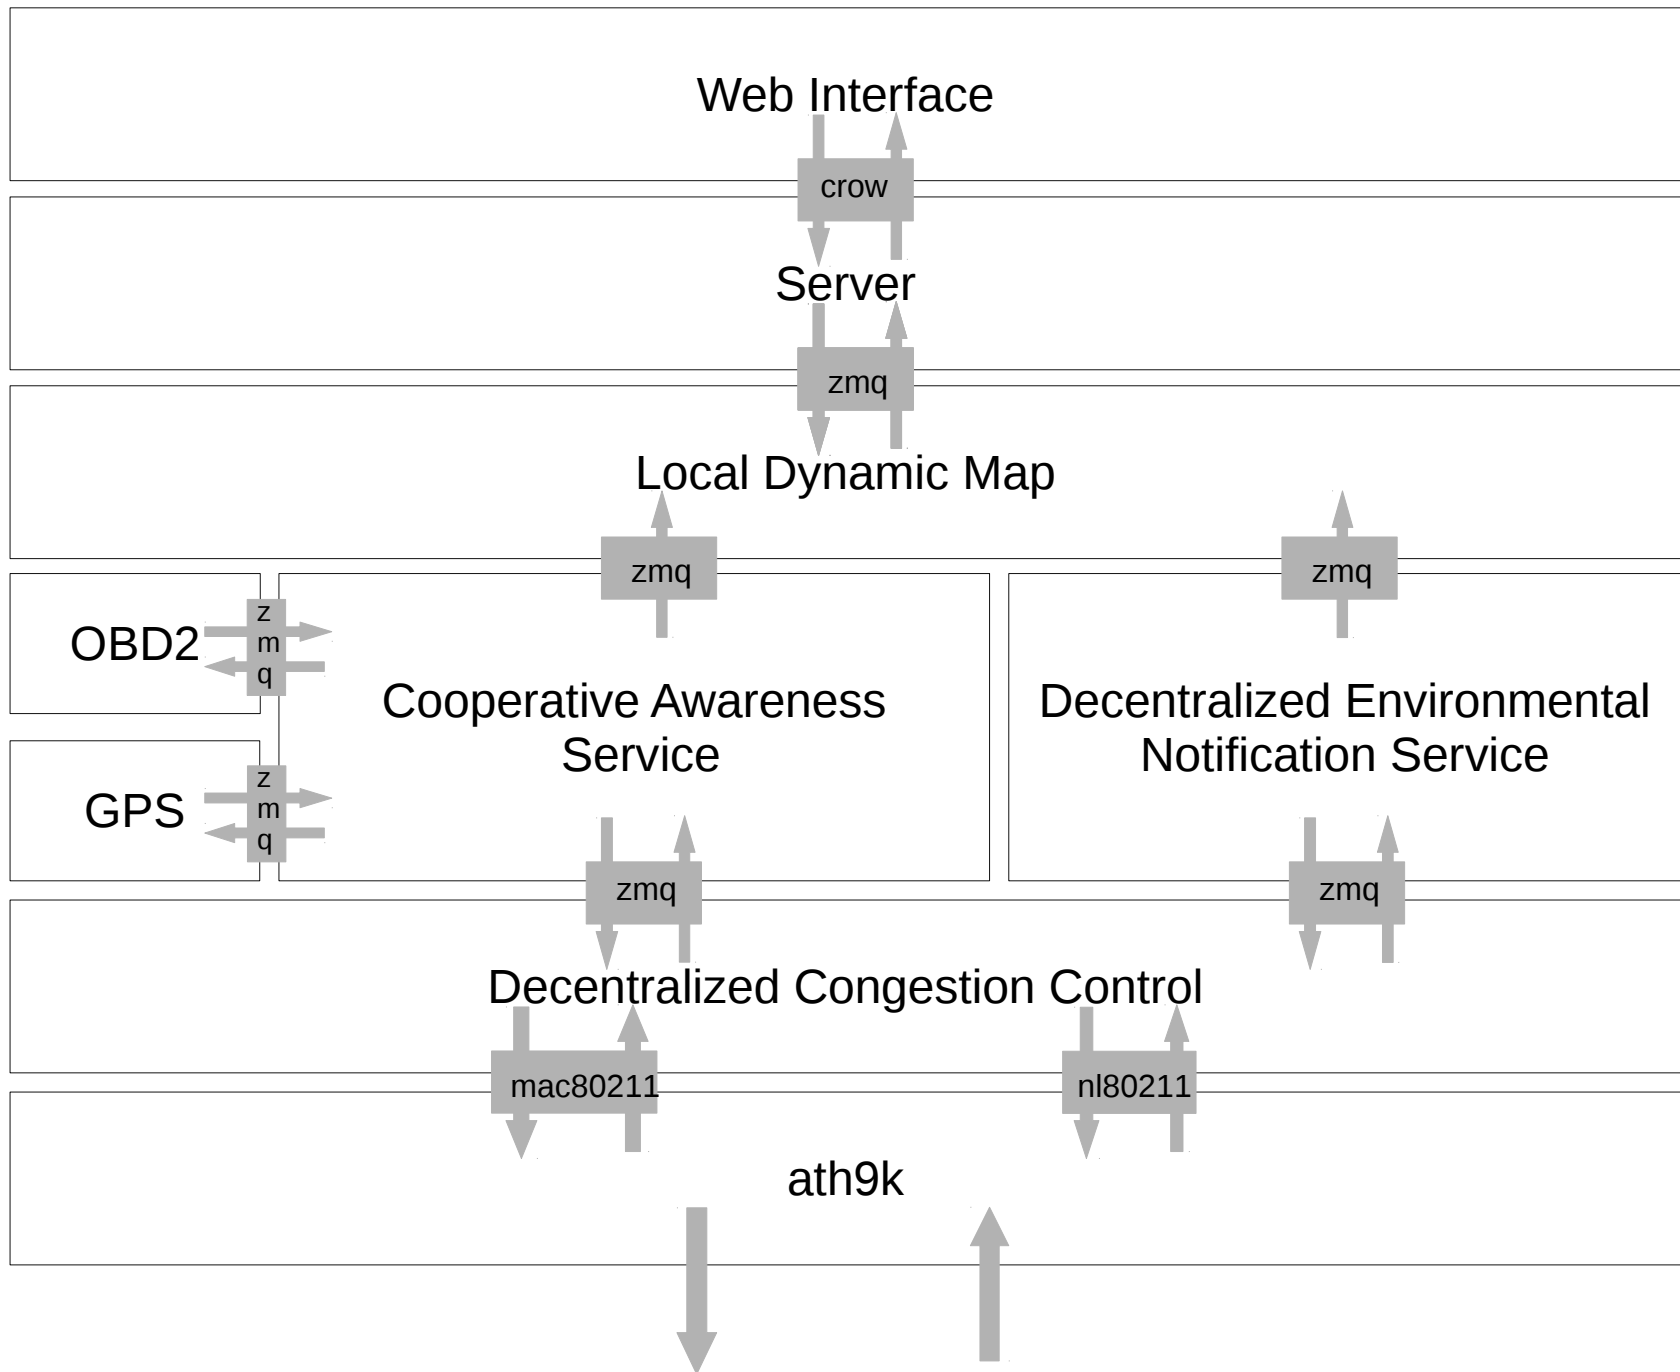 Web Interface
crow
Server
zmq
Local Dynamic Map
zmq
zmq
OBD2
z
m
q
Cooperative Awareness
Service
Decentralized Environmental
Notification Service
GPS
z
m
q
zmq
zmq
Decentralized Congestion Control
mac80211
nl80211
ath9k